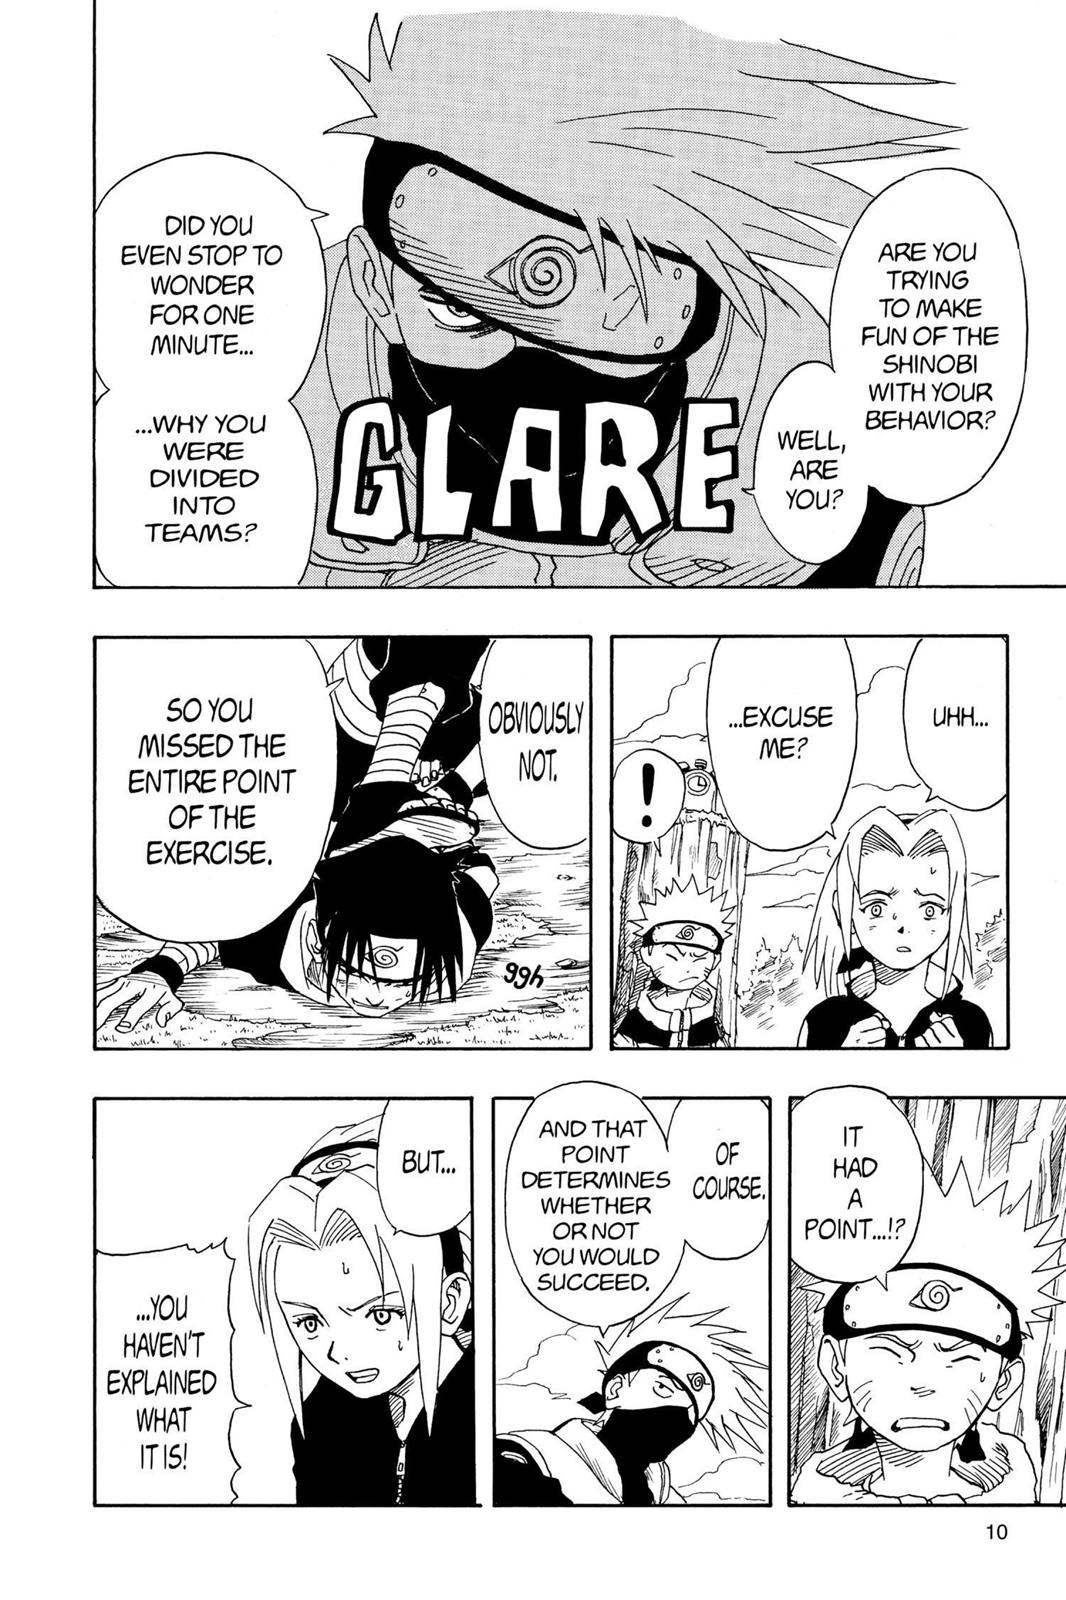 ARE YOU
TRYING
TO MAKE
FUN OF THE
SHINOBI
WITH YOUR
BEHAVIOR?
WELL,
ARE
YOU?
GLARE
DID YOU
EVEN STOP TO
WONDER
FOR ONE
MINUTE...
...WHY YOU
WERE
DIVIDED
INTO
TEAMS?
UHH...
...EXCUSE
ME?
!
OBVIOUSLY
NOT.
SO YOU
MISSED THE
ENTIRE POINT
OF THE
EXERCISE.
ggh
IT
HAD
A
POINT...!?
OF
COURSE.
AND THAT
POINT
DETERMINES
WHETHER
OR NOT
YOU WOULD
SUCCEED.
BUT...
...YOU
HAVEN'T
EXPLAINED
WHAT
IT IS!
10